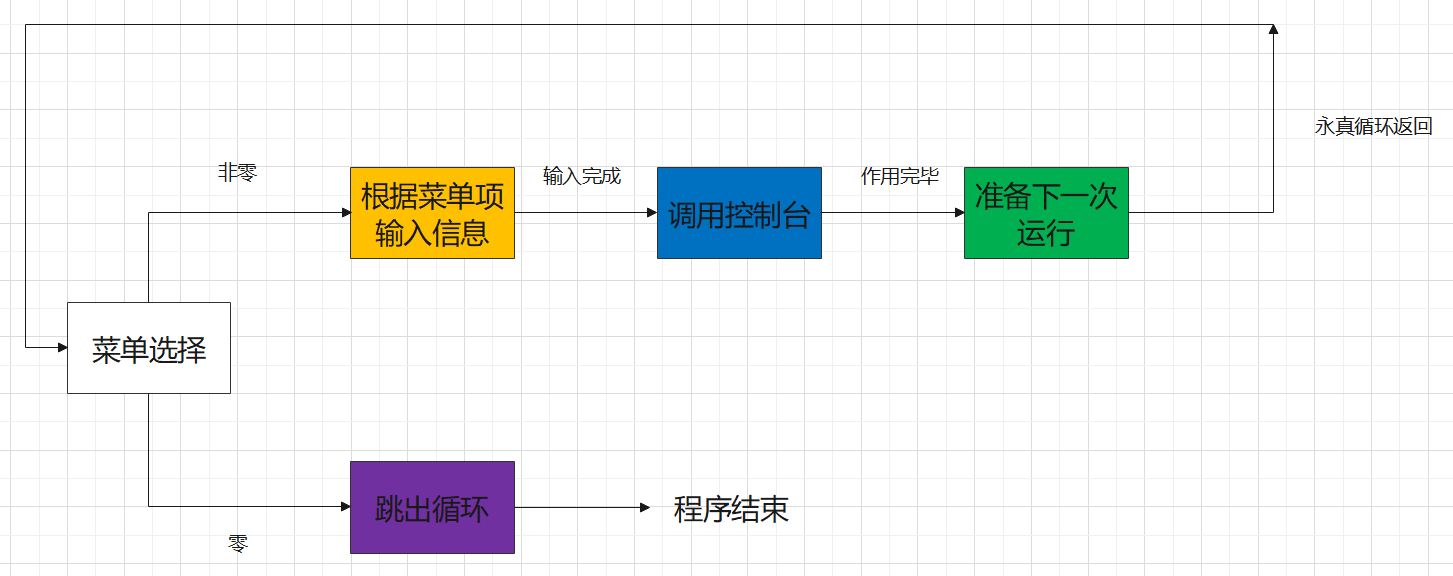 永真循环返回
非零
根据菜单项
输入信息
输入完成
调用控制台
作用完毕
准备下一次
运行
菜单选择
跳出循环
程序结束
零